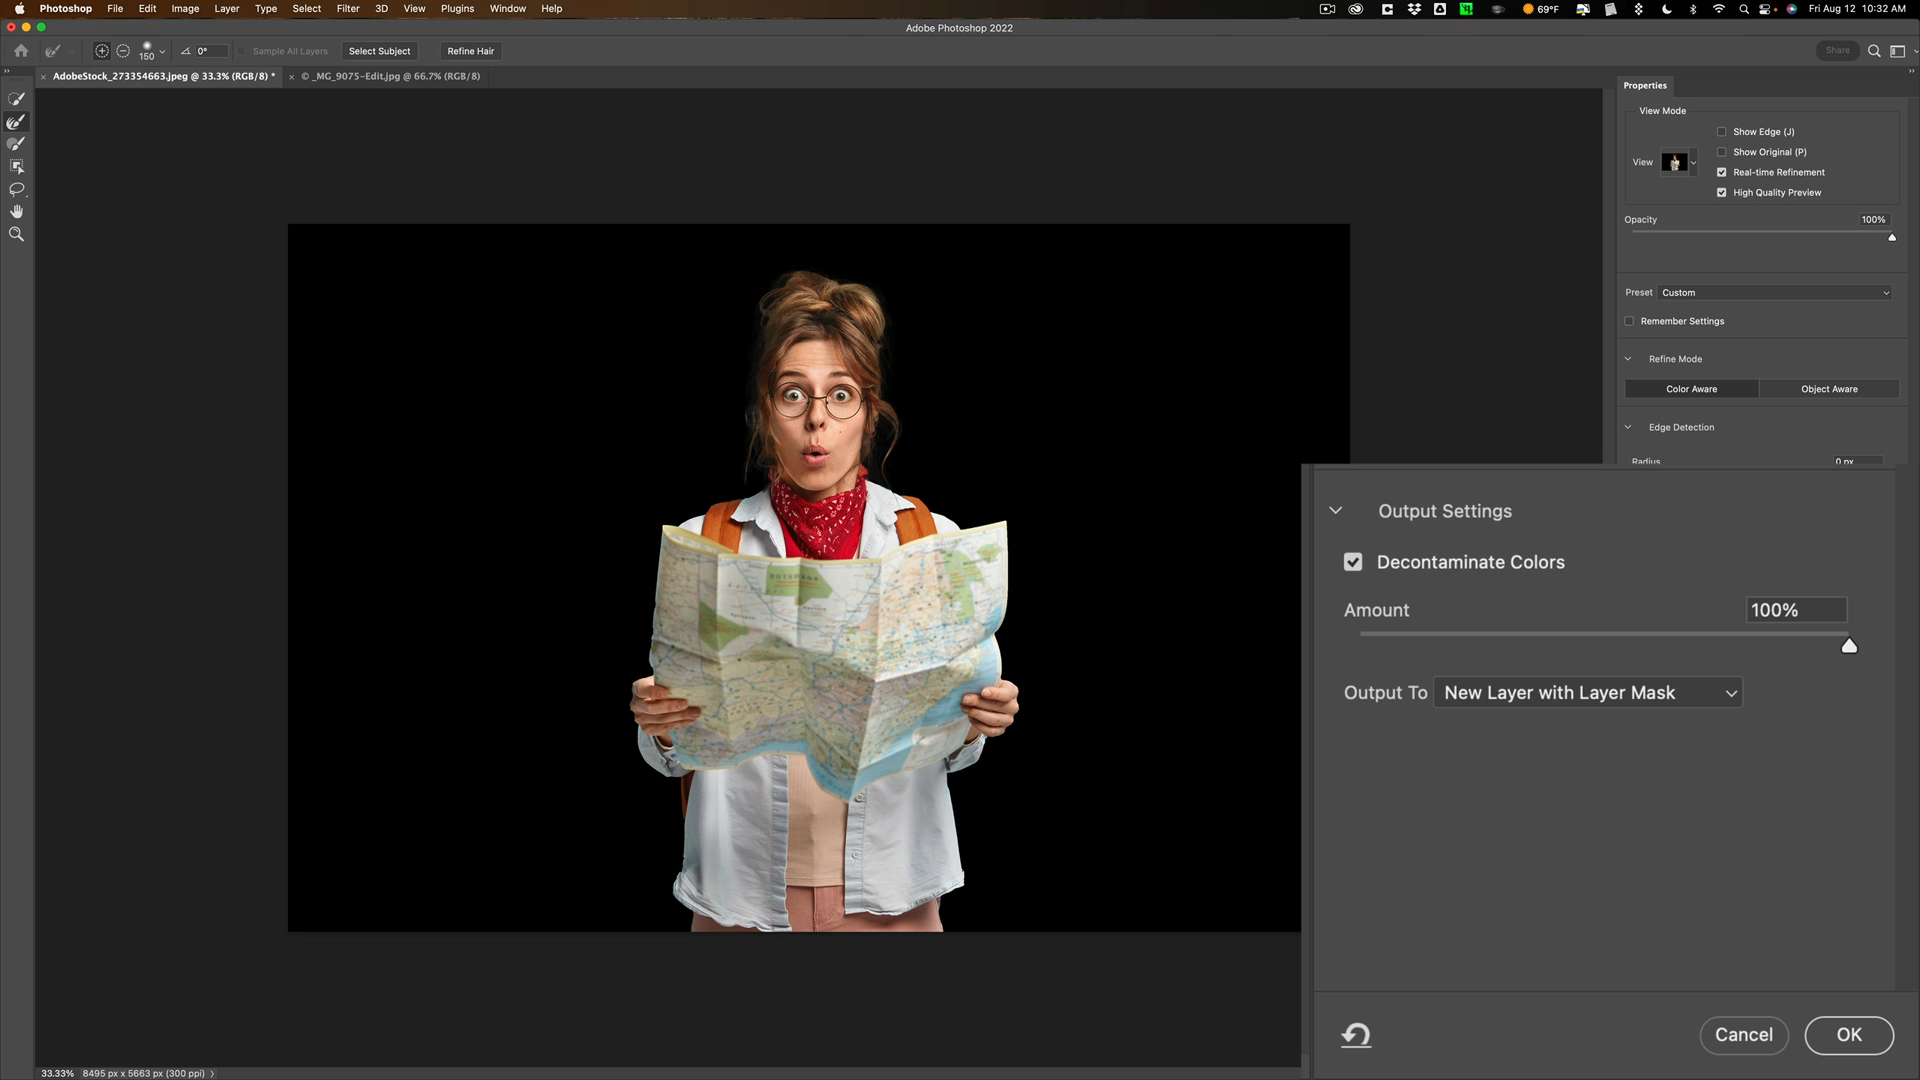 Photoshop File Edit Image Layer Type Select Filter 3D View Plugins Window Help 69°F Fri Aug 12 10:32 AM
Adobe Photoshop 2022
150 0° Sample All Layers Select Subject Refine Hair Share
AdobeStock_273354663.jpeg @ 33.3% (RGB/8) * © _MG_9075-Edit.jpg @ 66.7% (RGB/8)
Properties
View Mode
Show Edge (J)
Show Original (P)
View
Real-time Refinement
High Quality Preview
Opacity 100%
Preset Custom
Remember Settings
Refine Mode
Color Aware Object Aware
Edge Detection
Radius 0 px
Output Settings
Decontaminate Colors
Amount 100%
Output To New Layer with Layer Mask
Cancel OK
BOTSWANA
33.33% 8495 px x 5663 px (300 ppi)